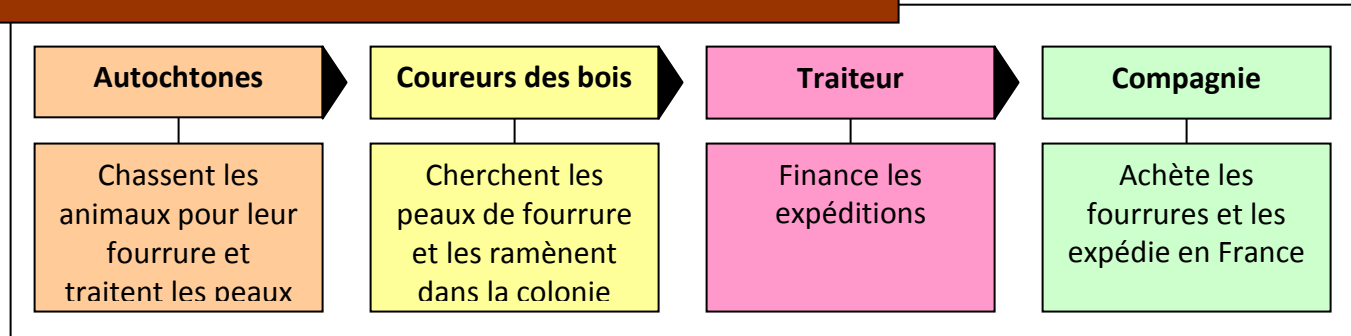 Autochtones
Coureurs des bois
Traiteur
Compagnie
Chassent les
animaux pour leur
fourrure et
traitent les peaux
Cherchent les
peaux de fourrure
et les ramènent
dans la colonie
Finance les
expéditions
Achète les
fourrures et les
expédie en France